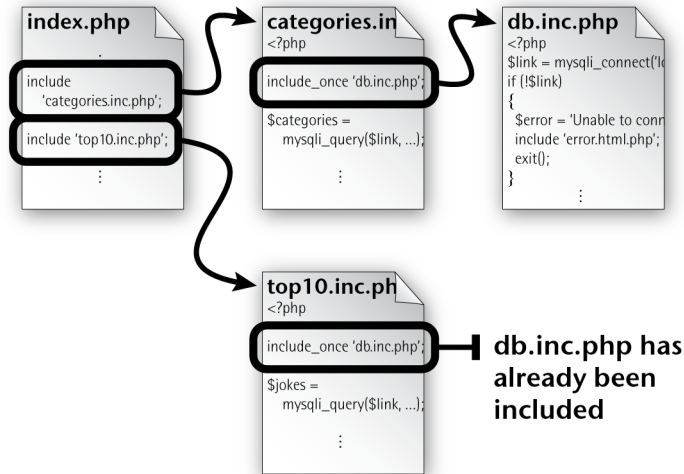 index.php
.
include
'categories.inc.php';
include 'top10.inc.php';
⋮
categories.in
<?php
include_once 'db.inc.php';
$categories =
mysqli_query($link, ...);
⋮
db.inc.php
<?php
$link = mysqli_connect('lo
if (!$link)
{
$error = 'Unable to conn
include 'error.html.php';
exit();
}
⋮
top10.inc.ph
<?php
include_once 'db.inc.php';
$jokes =
mysqli_query($link, ...);
⋮
db.inc.php has
already been
included